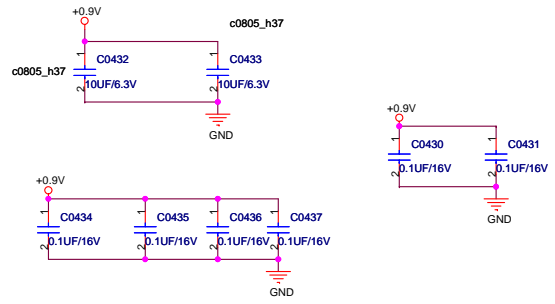 +0.9V
c0805_h37
1
C0432
1
C0433
c0805_h37
2
10UF/6.3V
2
10UF/6.3V
GND
+0.9V
1
C0430
1
C0431
2
0.1UF/16V
2
0.1UF/16V
GND
+0.9V
1
C0434
1
C0435
1
C0436
1
C0437
2
0.1UF/16V
2
0.1UF/16V
2
0.1UF/16V
2
0.1UF/16V
GND